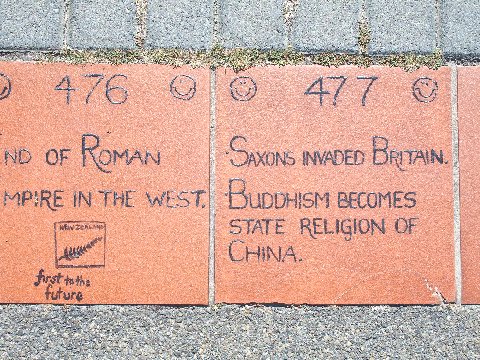 476
ND OF ROMAN
MPIRE IN THE WEST.
NEW ZEALAND
first to the
future
477
SAXONS INVADED BRITAIN.
BUDDHISM BECOMES
STATE RELIGION OF
CHINA.